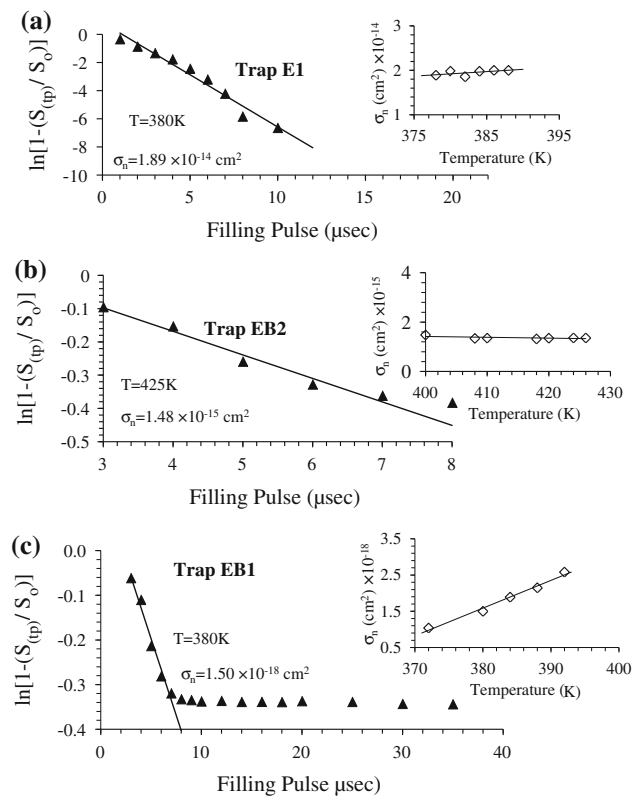 (a)
ln[1-(S(tp)/ So)]
0
-2
-4
-6
-8
-10
0
5
10
15
20
Filling Pulse (μsec)
Trap E1
T=380K
σn=1.89 ×10-14 cm2
σn (cm2) ×10-14
3
2
1
375
385
395
Temperature (K)
(b)
ln[1-(S(tp)/ So)]
0
-0.1
-0.2
-0.3
-0.4
-0.5
3
4
5
6
7
8
Filling Pulse (μsec)
Trap EB2
T=425K
σn=1.48 ×10-15 cm2
σn (cm2) ×10-15
4
2
0
400
410
420
430
Temperature (K)
(c)
ln[1-(S(tp)/ So)]
0.0
-0.1
-0.2
-0.3
-0.4
0
10
20
30
40
Filling Pulse μsec)
Trap EB1
T=380K
σn=1.50 ×10-18 cm2
σn (cm2) ×10-18
3.5
2.5
1.5
0.5
370
380
390
400
Temperature (K)